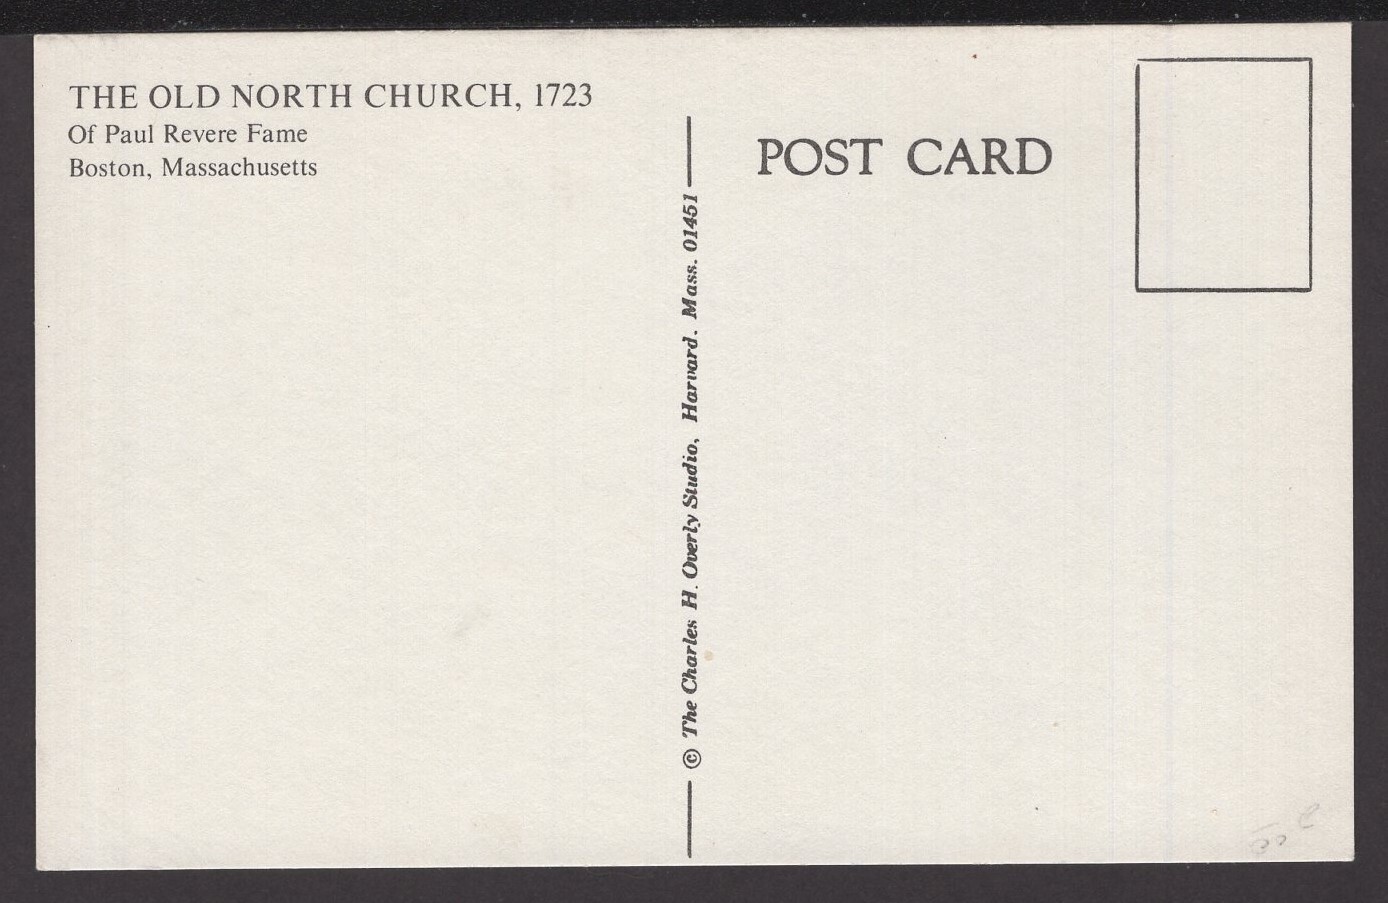 THE OLD NORTH CHURCH, 1723
Of Paul Revere Fame
Boston, Massachusetts
© The Charles H. Overly Studio, Harvard. Mass. 01451
POST CARD